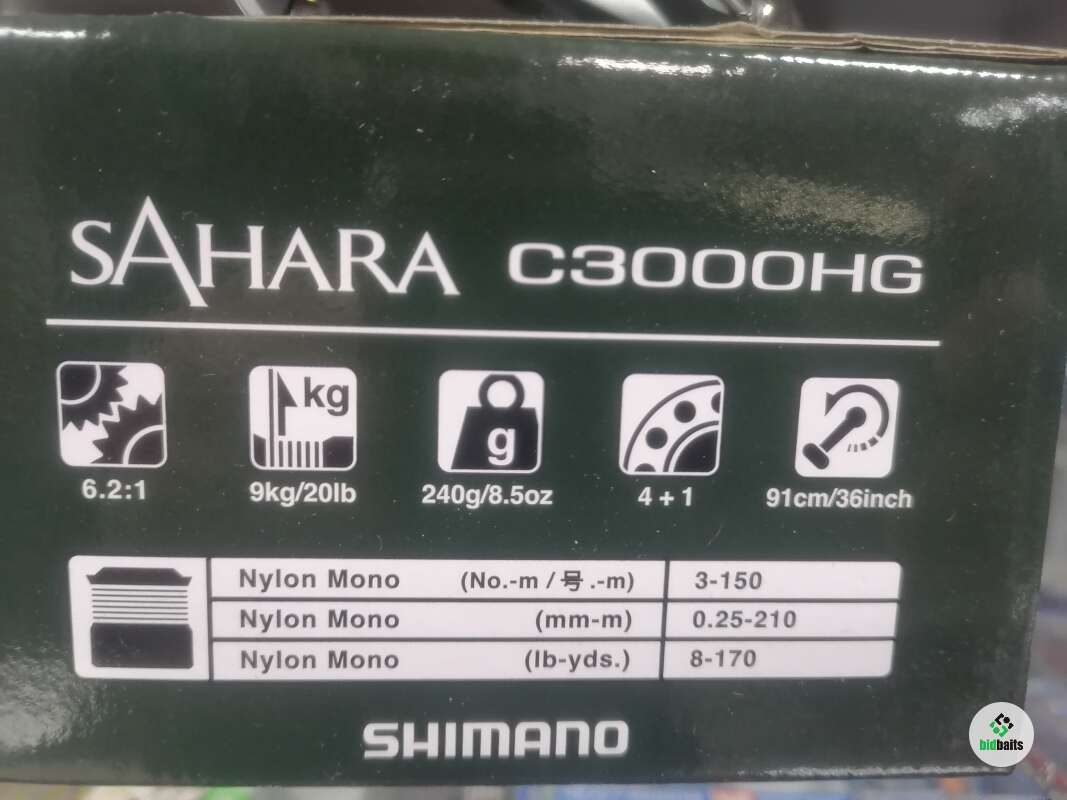 SAHARA C3000HG
kg
g
6.2:1 9kg/20lb 240g/8.5oz 4+1 91cm/36inch
Nylon Mono (No.-m / 号.-m) 3-150
Nylon Mono (mm-m) 0.25-210
Nylon Mono (lb-yds.) 8-170
SHIMANO
bidbaits